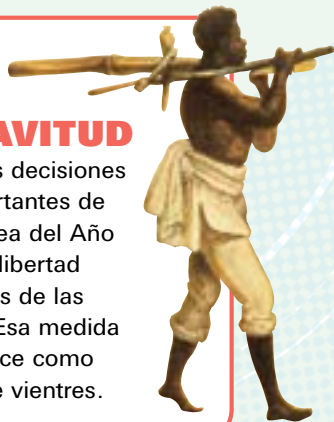 AVITUD
s decisiones
rtantes de
ea del Año
libertad
s de las
Esa medida
ce como
e vientres.